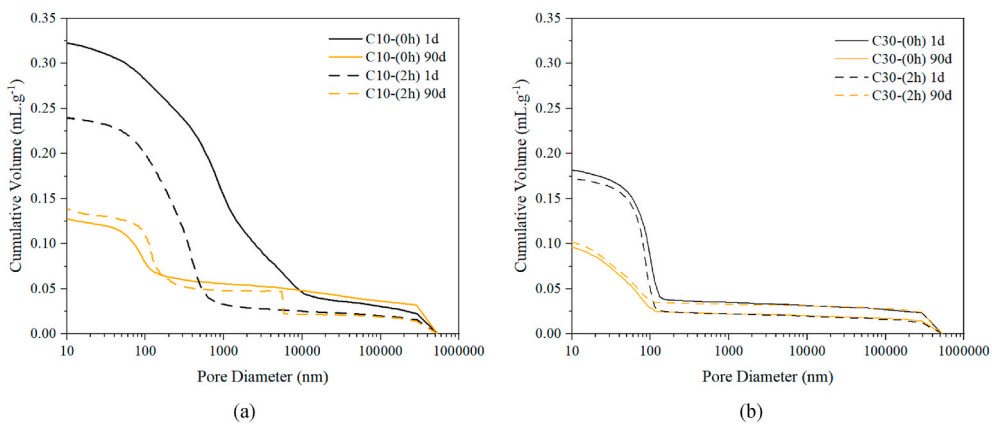 (a)
0.35
0.30
0.25
0.20
0.15
0.10
0.05
0.00
Cumulative Volume (mL.g⁻¹)
C10-(0h) 1d
C10-(0h) 90d
C10-(2h) 1d
C10-(2h) 90d
10 100 1000 10000 100000 1000000
Pore Diameter (nm)
(a)
(b)
0.35
0.30
0.25
0.20
0.15
0.10
0.05
0.00
Cumulative Volume (mL.g⁻¹)
C30-(0h) 1d
C30-(0h) 90d
C30-(2h) 1d
C30-(2h) 90d
10 100 1000 10000 100000 1000000
Pore Diameter (nm)
(b)